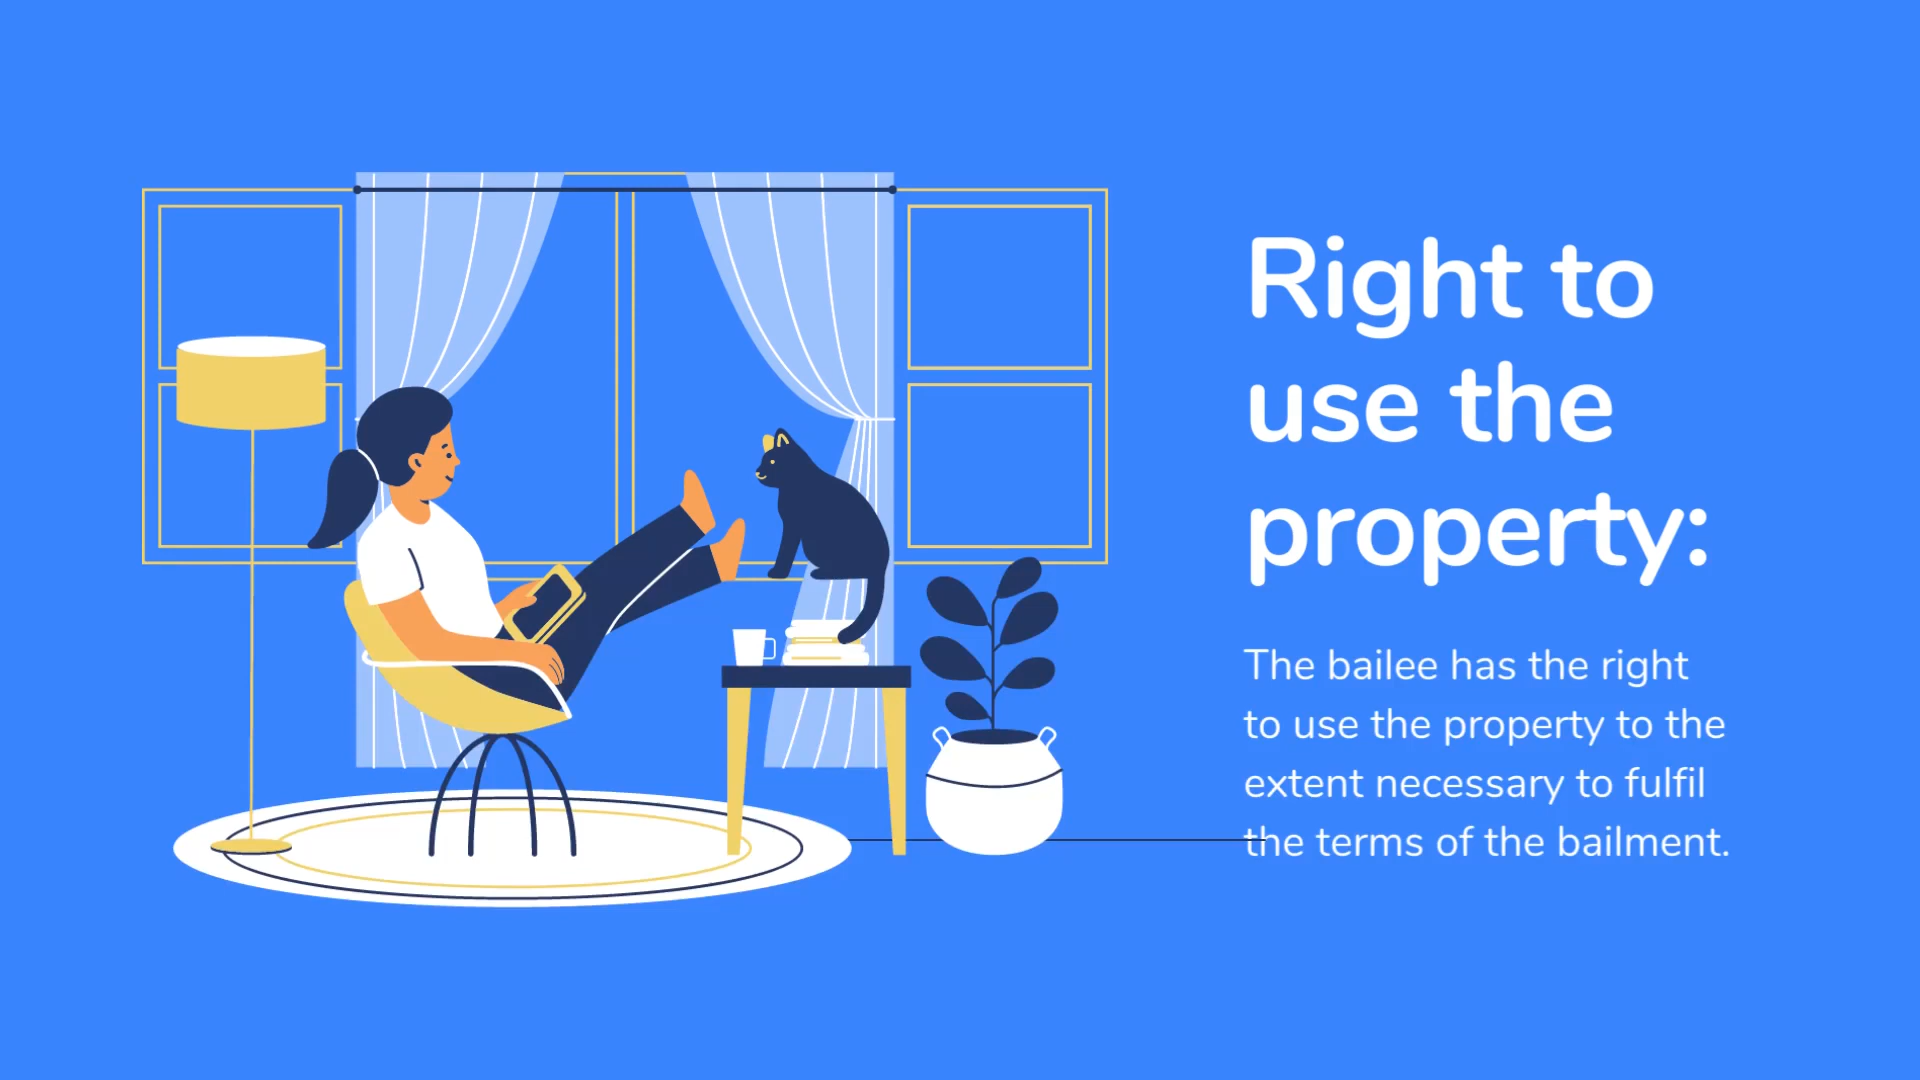 Right to
use the
property:
The bailee has the right
to use the property to the
extent necessary to fulfil
the terms of the bailment.